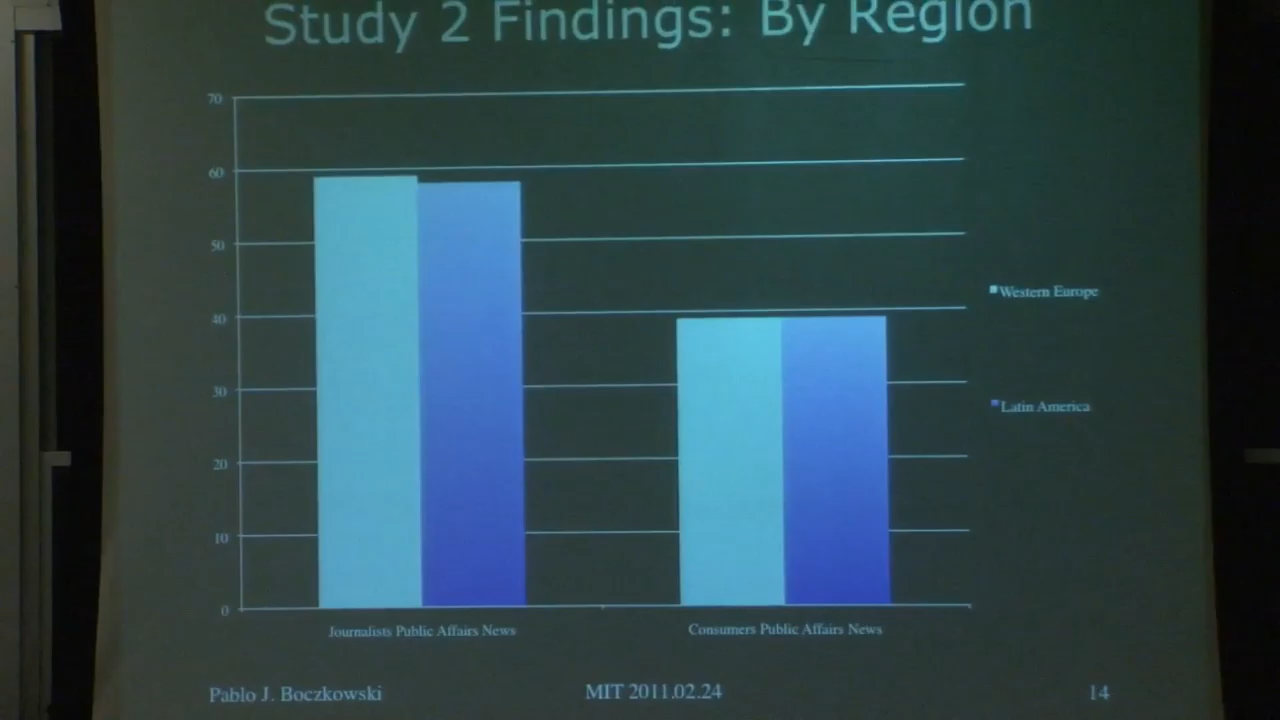 Study 2 Findings: By Region
70
60
50
40
30
20
10
0
Western Europe
Latin America
Journalists Public Affairs News
Consumers Public Affairs News
Pablo J. Boczkowski
MIT 2011.02.24
14